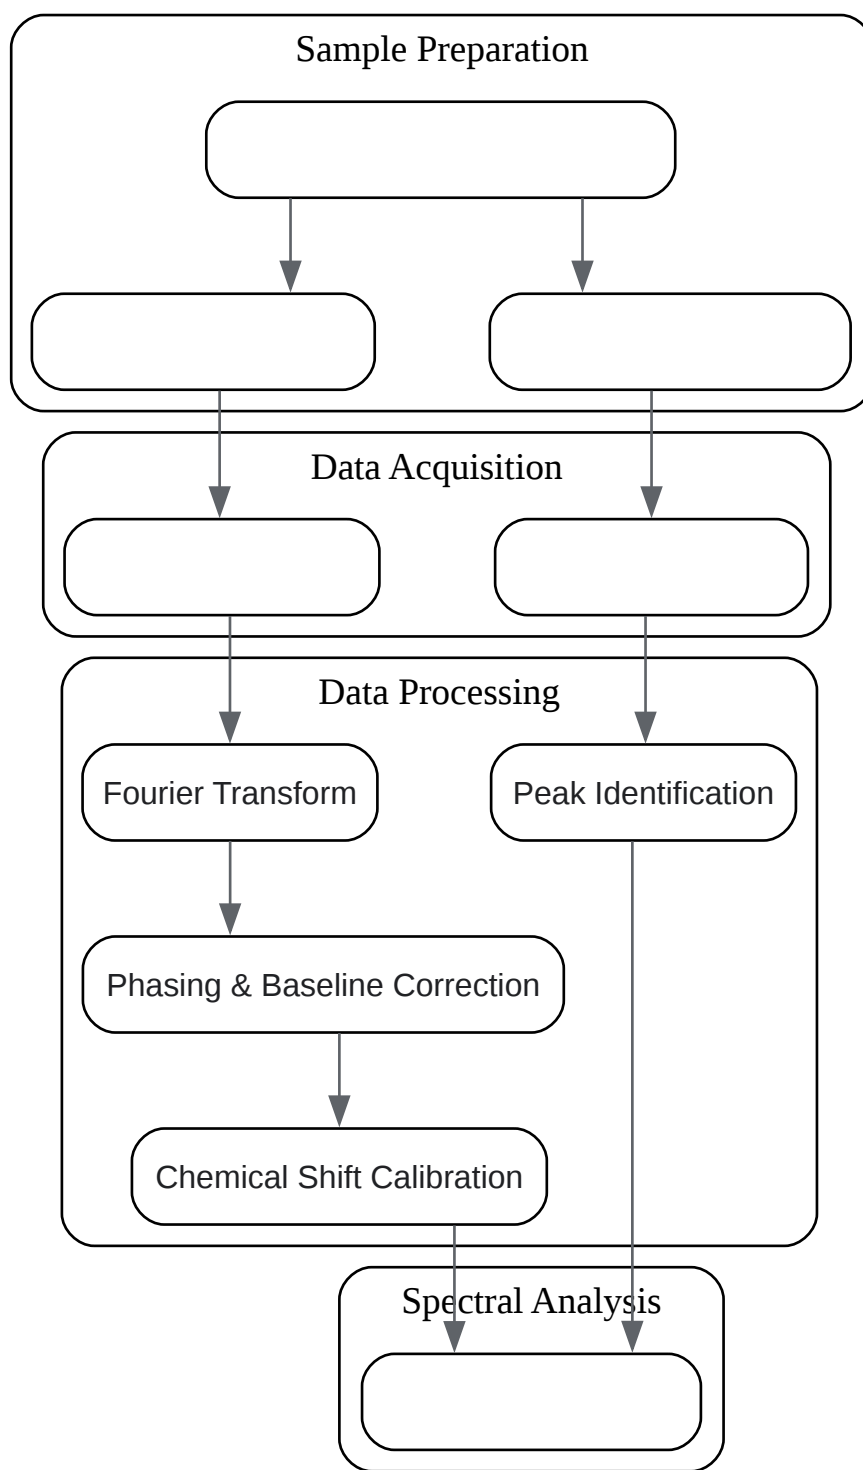 Sample Preparation
Data Acquisition
Data Processing
Fourier Transform
Peak Identification
Phasing & Baseline Correction
Chemical Shift Calibration
Spectral Analysis